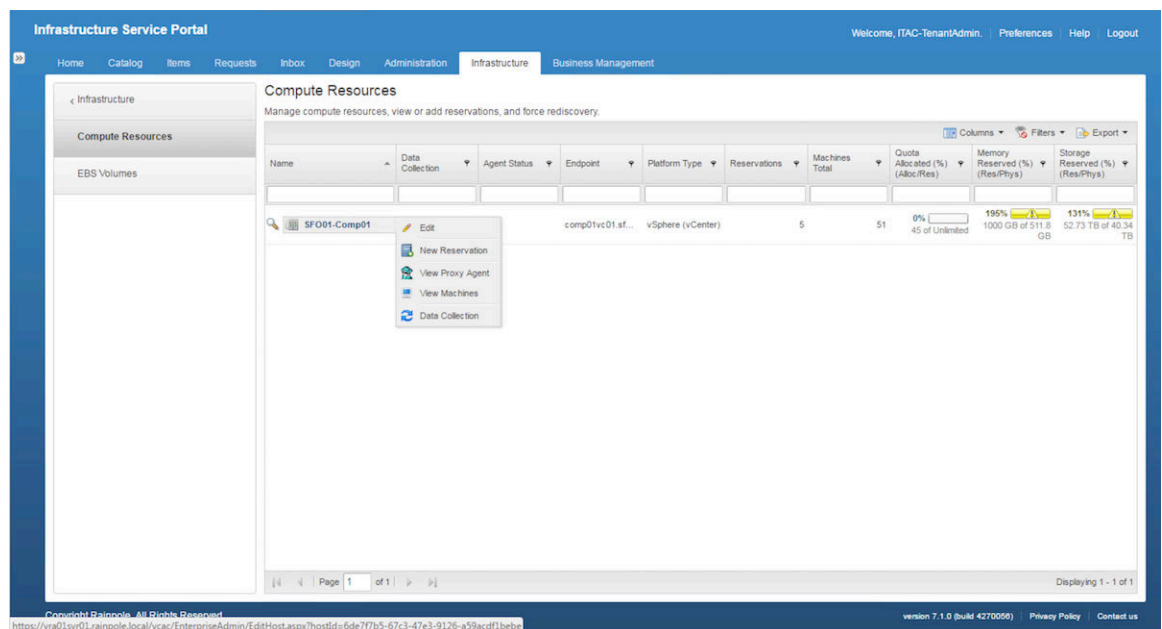 Infrastructure Service Portal
Welcome, ITAC-TenantAdmin. Preferences Help Logout
Home Catalog Items Requests Inbox Design Administration Infrastructure Business Management
Infrastructure
Compute Resources
EBS Volumes
Compute Resources
Manage compute resources, view or add reservations, and force rediscovery.
Columns Filters Export
Name Data Collection Agent Status Endpoint Platform Type Reservations Machines Total Quota Allocated (%) (Alloc/Res) Memory Reserved (%) (Res/Phys) Storage Reserved (%) (Res/Phys)
SFO01-Comp01 comp01vc01.sf... vSphere (vCenter) 5 51 0% 45 of Unlimited 195% 1000 GB of 511.8 GB 131% 52.73 TB of 40.34 TB
Edit
New Reservation
View Proxy Agent
View Machines
Data Collection
Page 1 of 1 Displaying 1 - 1 of 1
Copyright Rainpole. All Rights Reserved. version 7.1.0 (build 4270056) Privacy Policy Contact us
https://vra01svr01.rainpole.local/vcac/EnterpriseAdmin/EditHost.aspx?hostId=6de7f7b5-67c3-47e3-9126-a59acdf1bebe